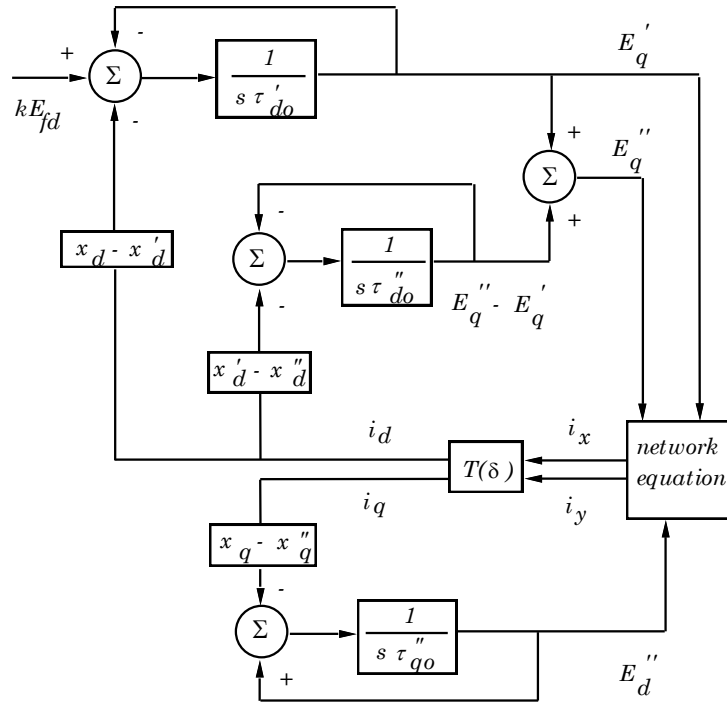 -
+
Σ
1
s τ'do
E'q
kEfd
-
+
E''q
Σ
+
-
Σ
1
s τ''do
xd - x'd
E''q - E'q
-
x'd - x''d
id
ix
network
equation
T(δ)
iq
iy
xq - x''q
-
Σ
1
s τ''qo
+
E''d